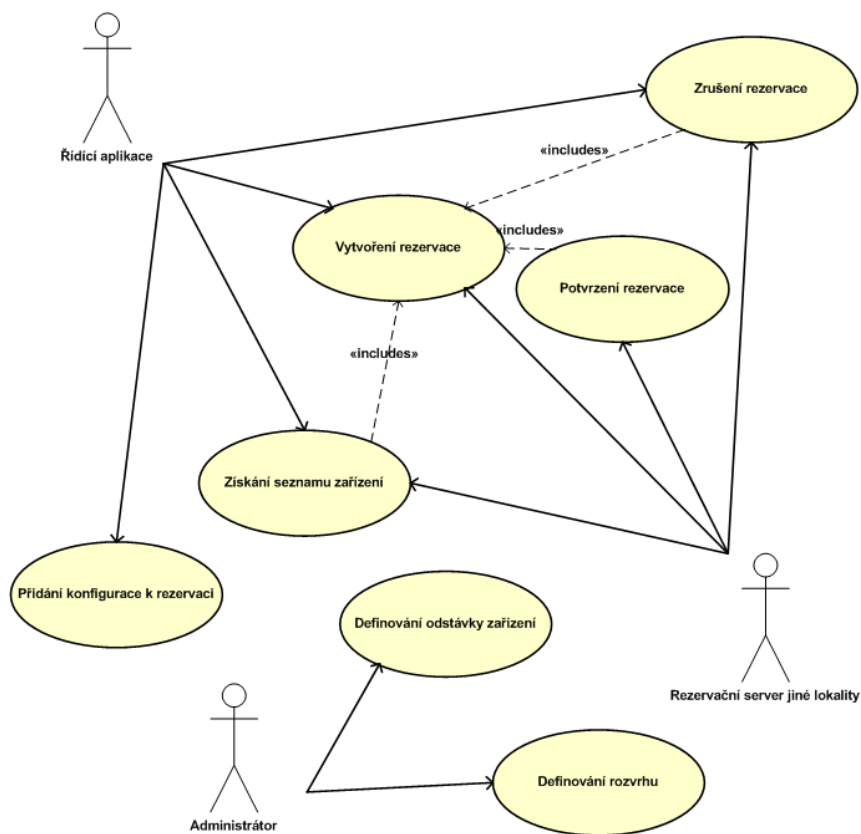 Zrušení rezervace
«includes»
Řídící aplikace
«includes»
Vytvoření rezervace
Potvrzení rezervace
«includes»
Získání seznamu zařízení
Přidání konfigurace k rezervaci
Definování odstávky zařízení
Rezervační server jiné lokality
Definování rozvrhu
Administrátor